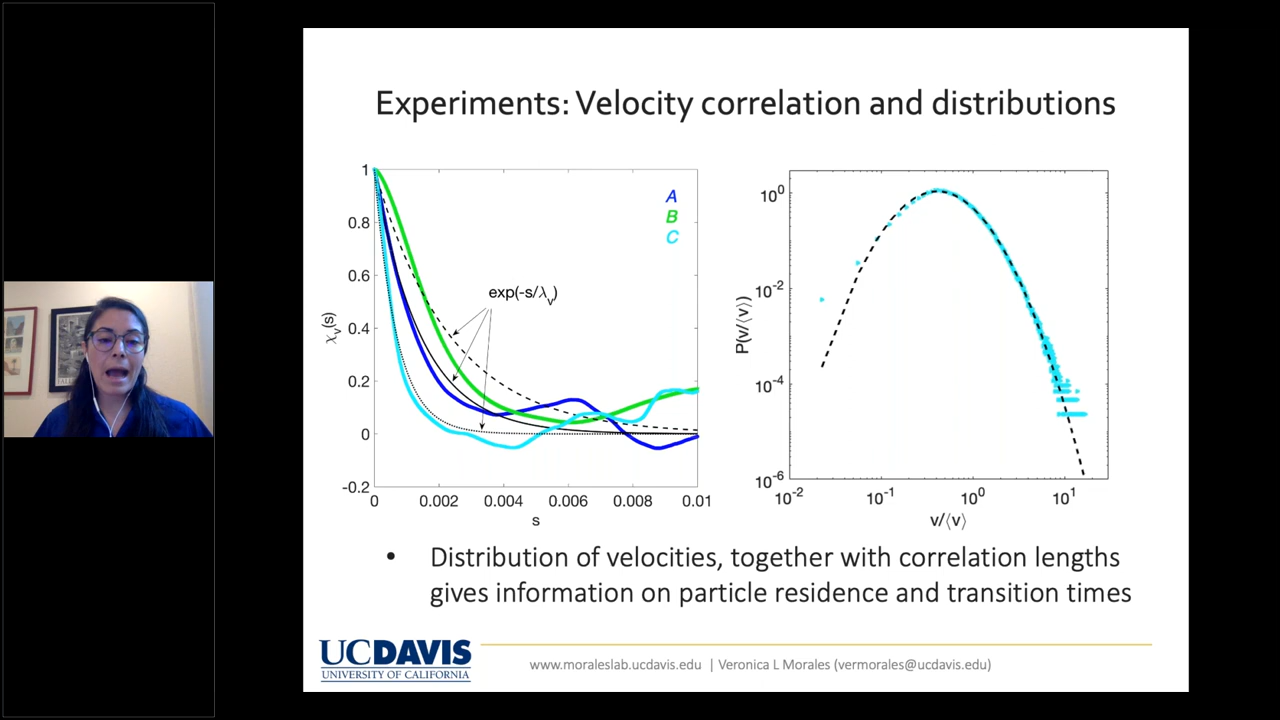 Experiments: Velocity correlation and distributions
1
0.8
0.6
0.4
0.2
0
-0.2
χv(s)
A
B
C
exp(-s/λv)
0 0.002 0.004 0.006 0.008 0.01
s
10^0
10^-2
10^-4
10^-6
P(v/⟨v⟩)
10^-2 10^-1 10^0 10^1
v/⟨v⟩
• Distribution of velocities, together with correlation lengths
gives information on particle residence and transition times
UCDAVIS
UNIVERSITY OF CALIFORNIA
www.moraleslab.ucdavis.edu | Veronica L Morales (vermorales@ucdavis.edu)